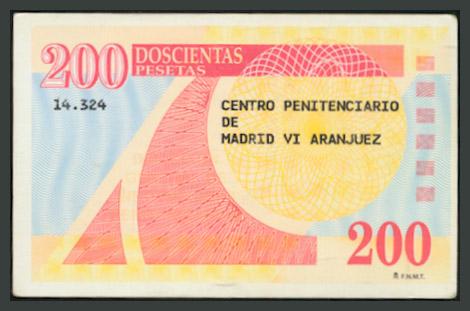 200 DOSCIENTAS
PESETAS
14.324
CENTRO PENITENCIARIO
DE
MADRID VI ARANJUEZ
200
F.N.M.T.